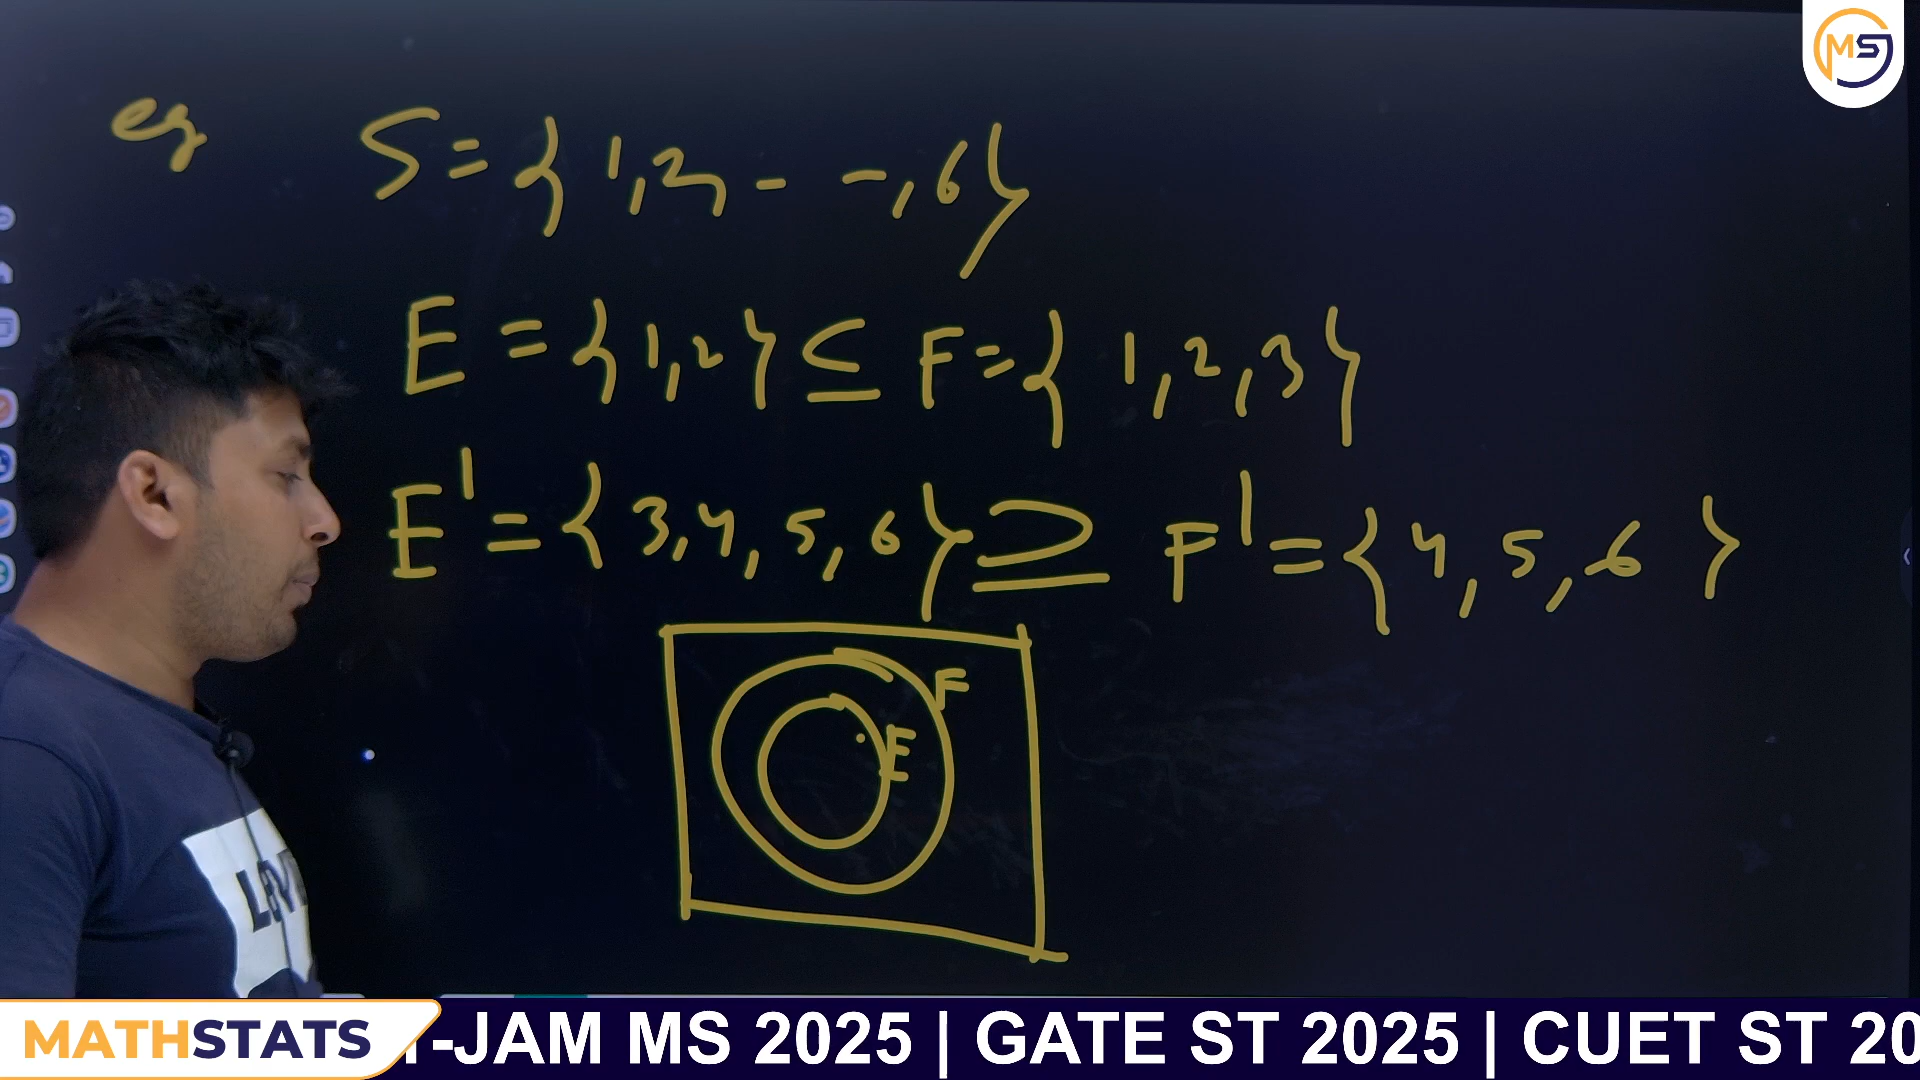 MS
eg S = { 1, 2, - -, 6 }
E = { 1, 2 } ⊆ F = { 1, 2, 3 }
E' = { 3, 4, 5, 6 } ⊇ F' = { 4, 5, 6 }
F
E
MATHSTATS
-JAM MS 2025 | GATE ST 2025 | CUET ST 20